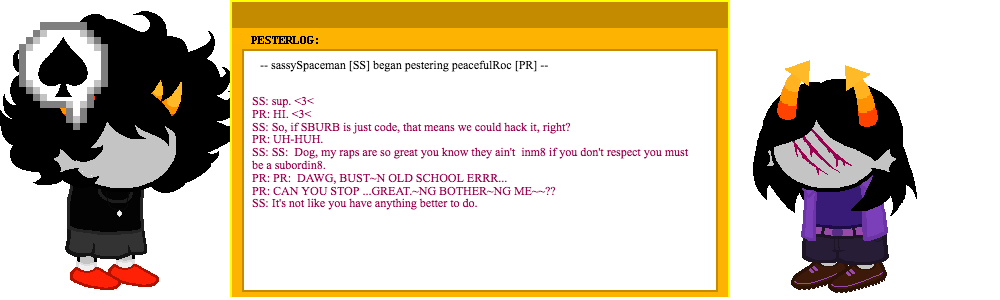 PESTERLOG:
-- sassySpaceman [SS] began pestering peacefulRoc [PR] --
SS: sup. <3<
PR: HI. <3<
SS: So, if SBURB is just code, that means we could hack it, right?
PR: UH-HUH.
SS: SS:  Dog, my raps are so great you know they ain't  inm8 if you don't respect you must
be a subordin8.
PR: PR:  DAWG, BUST~N OLD SCHOOL ERRR...
PR: CAN YOU STOP ...GREAT.~NG BOTHER~NG ME~~??
SS: It's not like you have anything better to do.